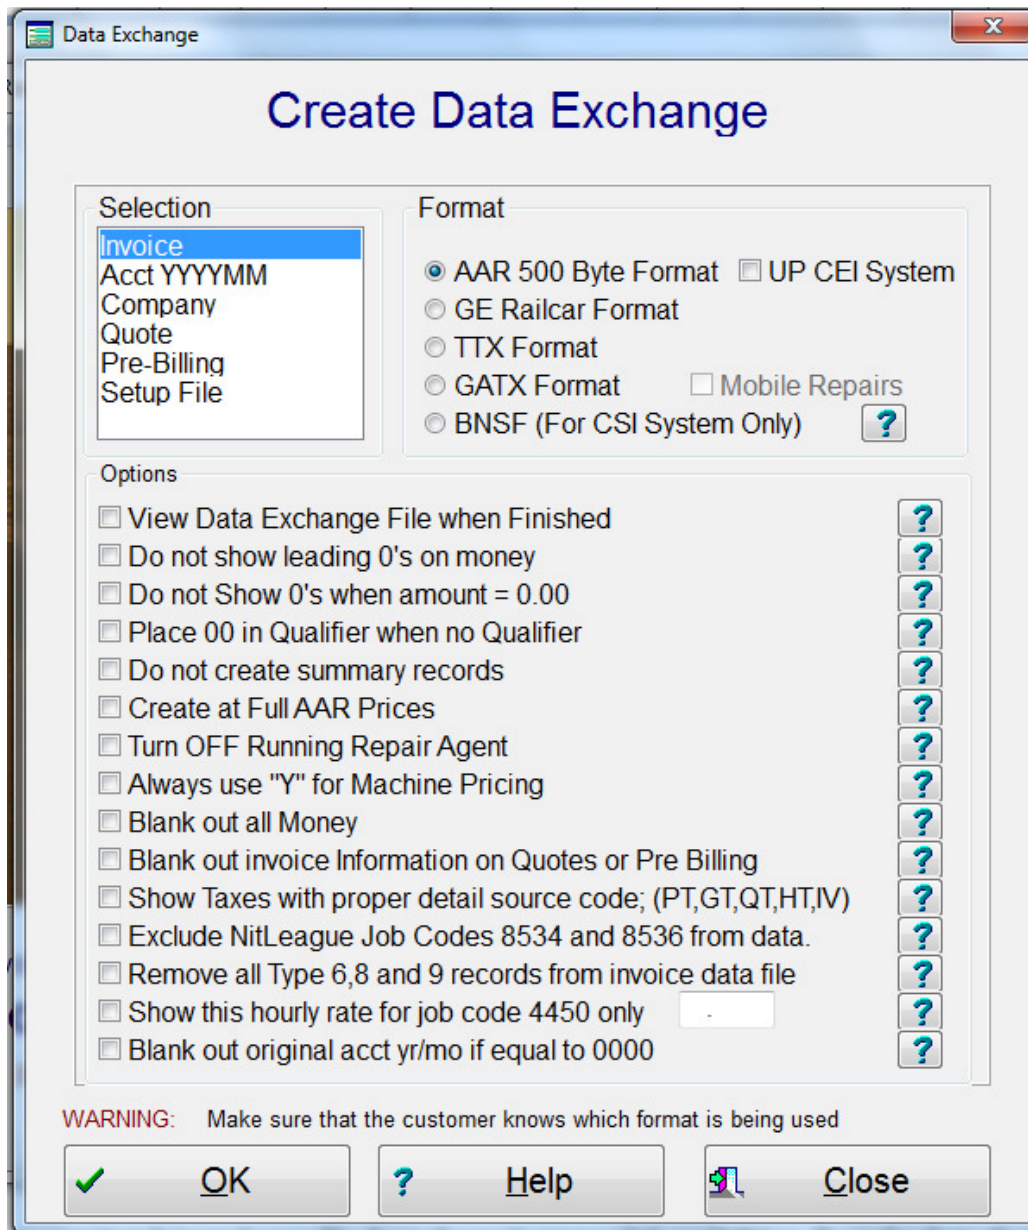 Data Exchange
Create Data Exchange
Selection
Invoice
Acct YYYYMM
Company
Quote
Pre-Billing
Setup File
Format
AAR 500 Byte Format UP CEI System
GE Railcar Format
TTX Format
GATX Format Mobile Repairs
BNSF (For CSI System Only) ?
Options
View Data Exchange File when Finished ?
Do not show leading 0's on money ?
Do not Show 0's when amount = 0.00 ?
Place 00 in Qualifier when no Qualifier ?
Do not create summary records ?
Create at Full AAR Prices ?
Turn OFF Running Repair Agent ?
Always use "Y" for Machine Pricing ?
Blank out all Money ?
Blank out invoice Information on Quotes or Pre Billing ?
Show Taxes with proper detail source code; (PT,GT,QT,HT,IV) ?
Exclude NitLeague Job Codes 8534 and 8536 from data. ?
Remove all Type 6,8 and 9 records from invoice data file ?
Show this hourly rate for job code 4450 only . ?
Blank out original acct yr/mo if equal to 0000 ?
WARNING: Make sure that the customer knows which format is being used
OK ? Help Close